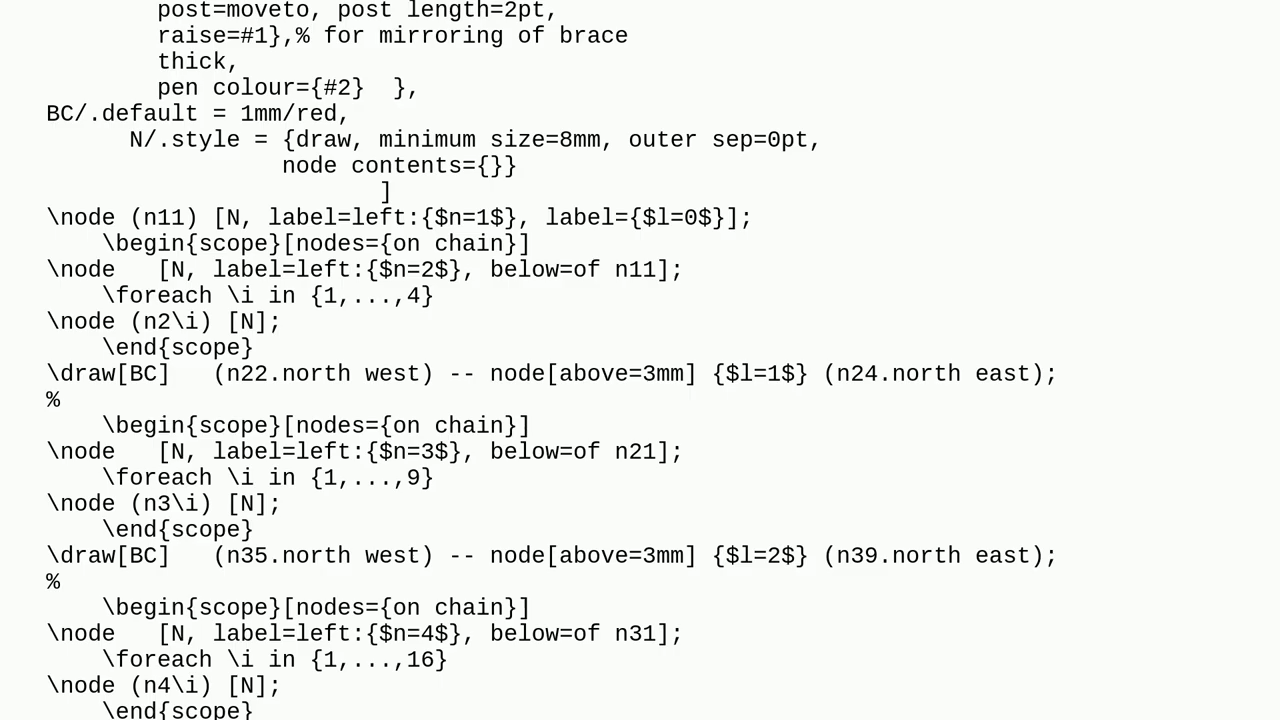 post=moveto, post length=2pt,
raise=#1},% for mirroring of brace
thick,
pen colour={#2}  },
BC/.default = 1mm/red,
N/.style = {draw, minimum size=8mm, outer sep=0pt,
node contents={}}
]
\node (n11) [N, label=left:{$n=1$}, label={$l=0$}];
\begin{scope}[nodes={on chain}]
\node   [N, label=left:{$n=2$}, below=of n11];
\foreach \i in {1,...,4}
\node (n2\i) [N];
\end{scope}
\draw[BC]   (n22.north west) -- node[above=3mm] {$l=1$} (n24.north east);
%
\begin{scope}[nodes={on chain}]
\node   [N, label=left:{$n=3$}, below=of n21];
\foreach \i in {1,...,9}
\node (n3\i) [N];
\end{scope}
\draw[BC]   (n35.north west) -- node[above=3mm] {$l=2$} (n39.north east);
%
\begin{scope}[nodes={on chain}]
\node   [N, label=left:{$n=4$}, below=of n31];
\foreach \i in {1,...,16}
\node (n4\i) [N];
\end{scope}